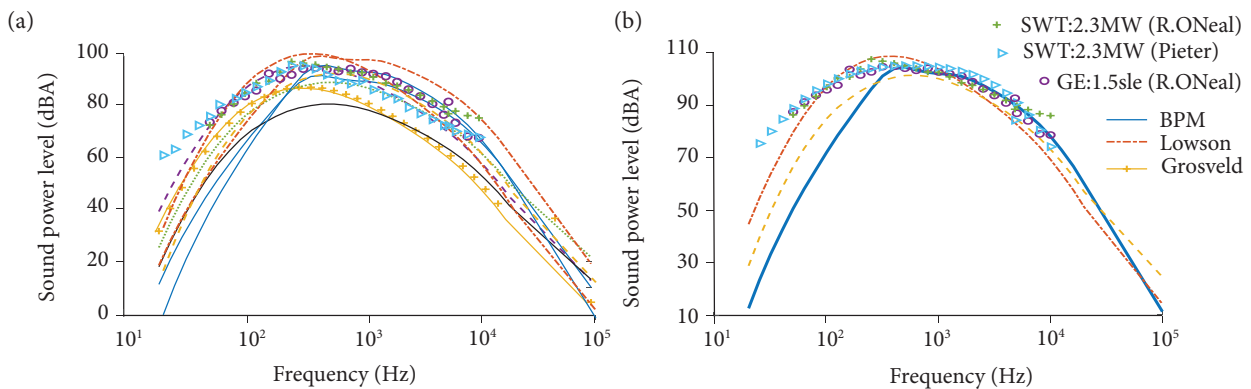 (a)
100
80
60
40
20
0
Sound power level (dBA)
10¹
10²
10³
10⁴
10⁵
Frequency (Hz)
(b)
110
90
70
50
30
10
Sound power level (dBA)
10¹
10²
10³
10⁴
10⁵
Frequency (Hz)
SWT:2.3MW (R.ONeal)
SWT:2.3MW (Pieter)
GE:1.5sle (R.ONeal)
BPM
Lowson
Grosveld